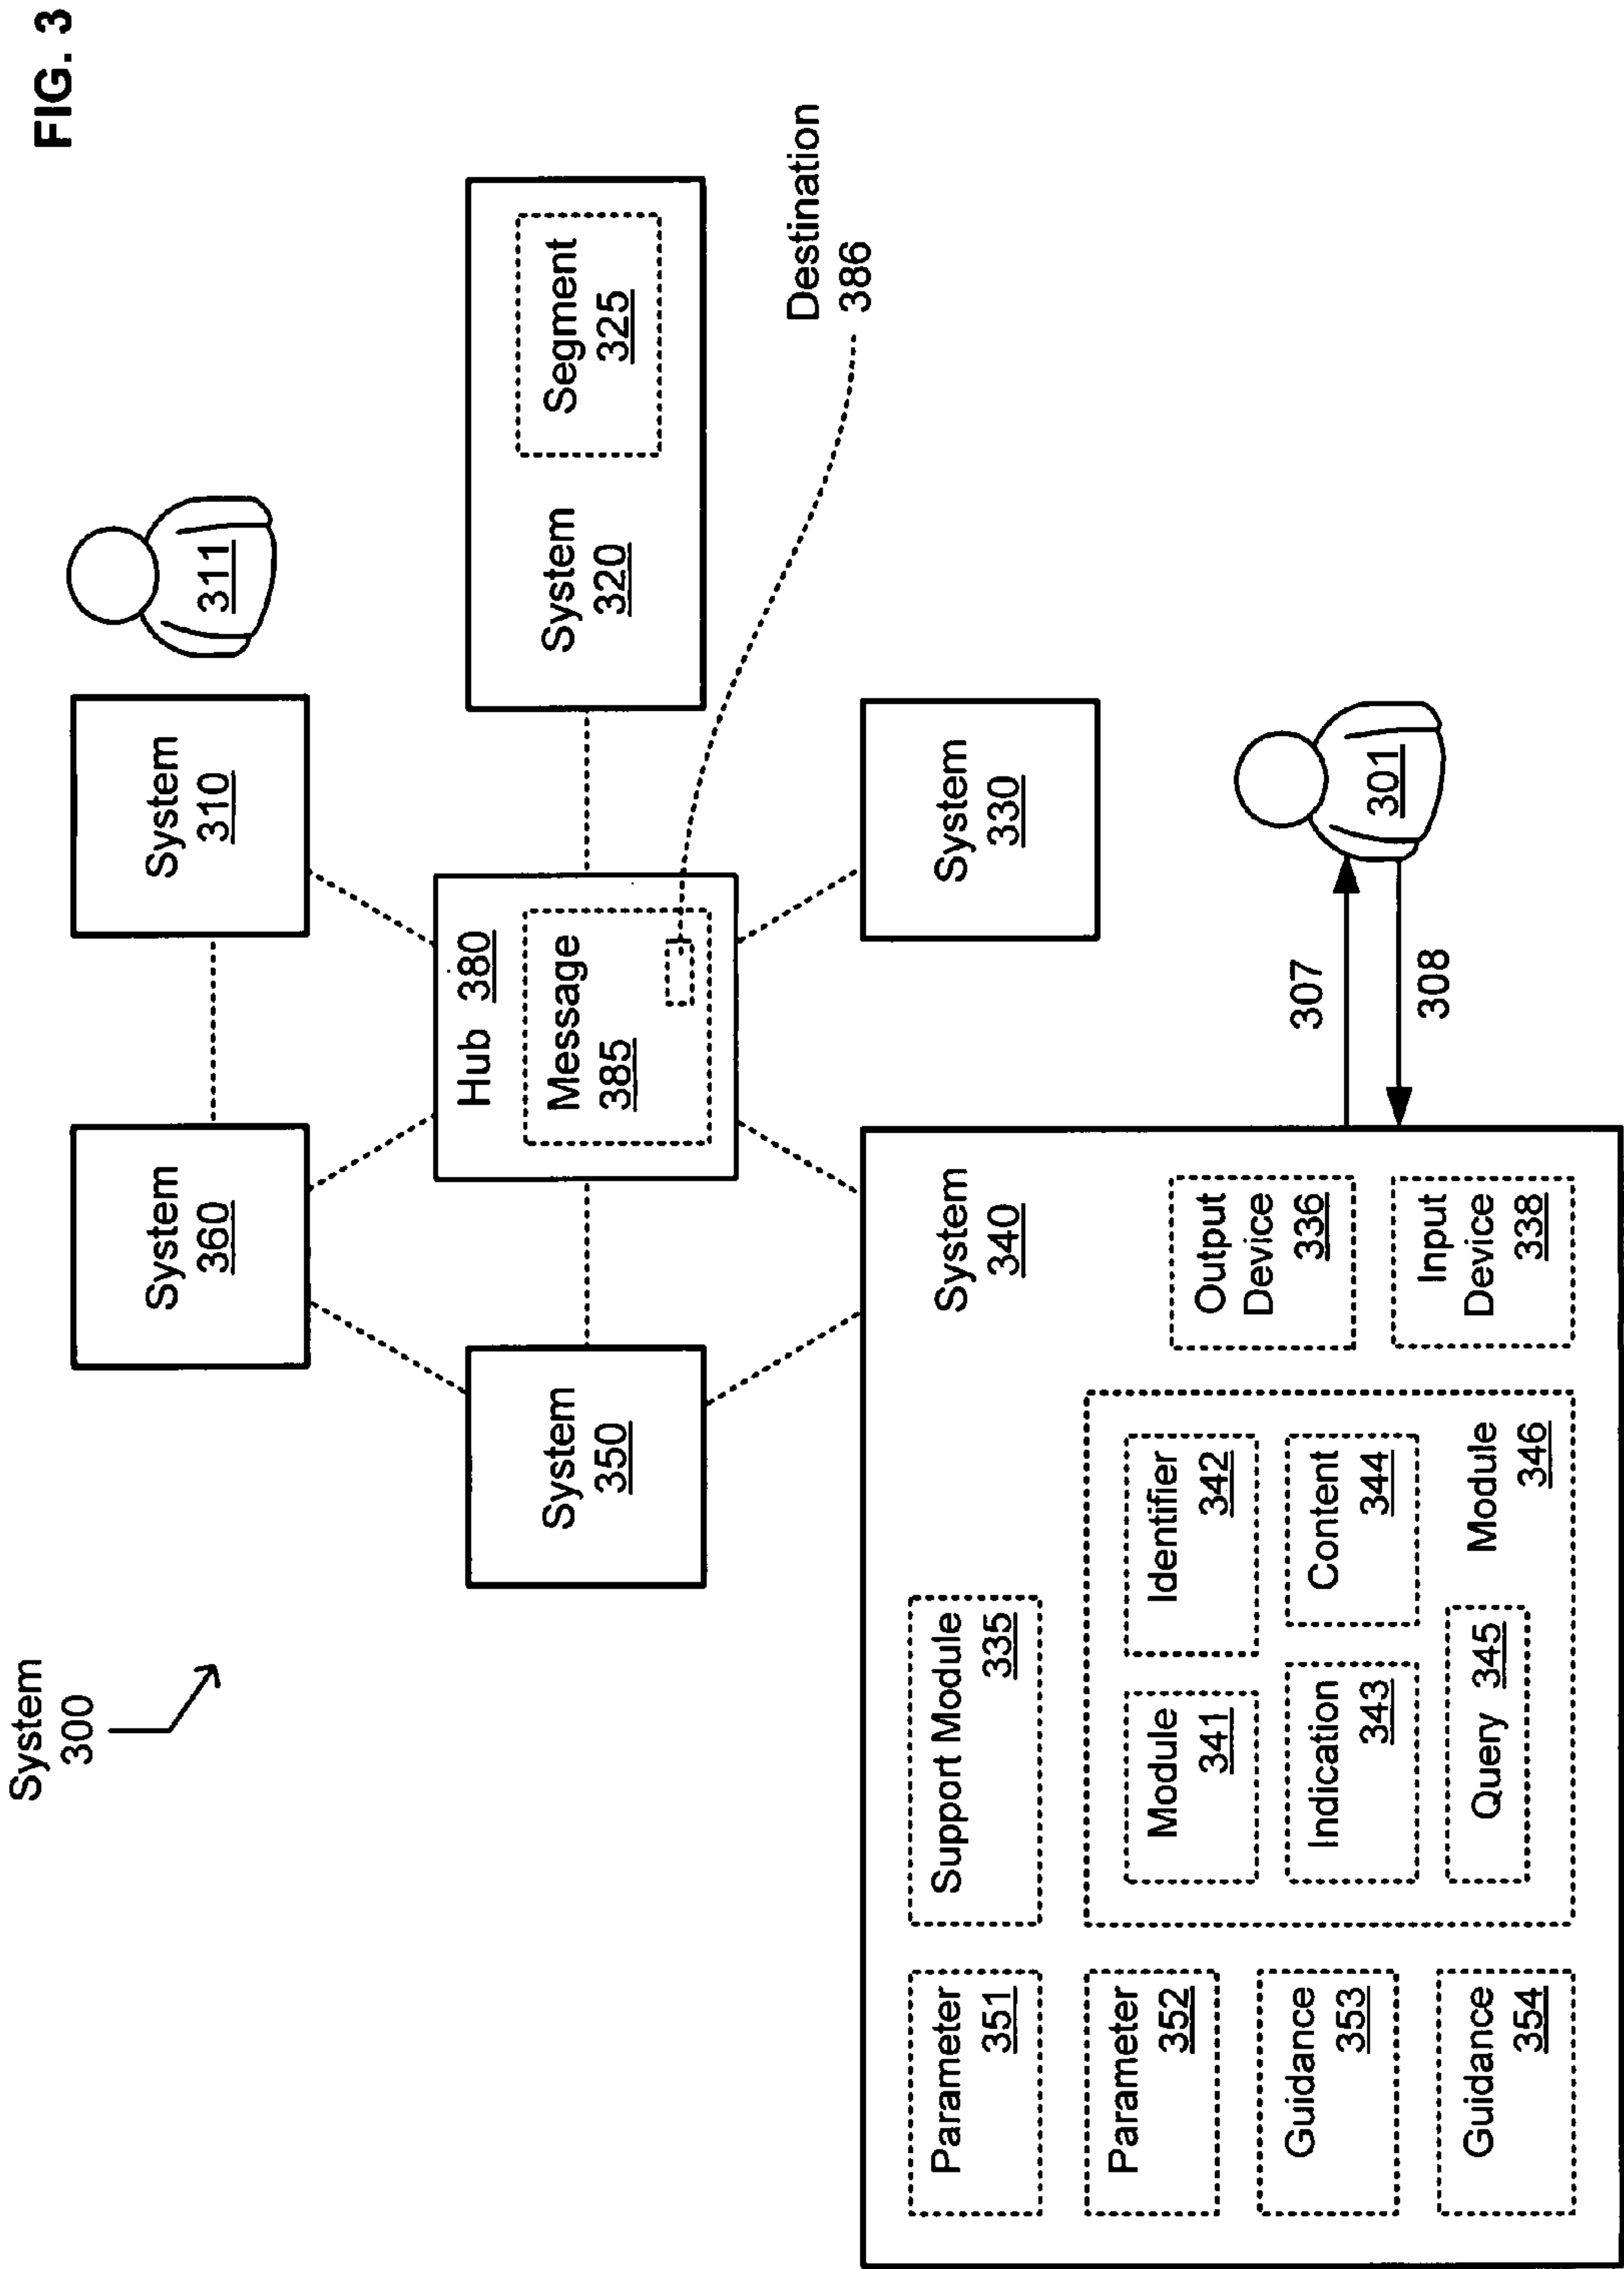 FIG. 3
System
300
System
360
System
310
311
System
350
Hub 380
Message
385
System
320
Segment
325
Destination
386
System
340
System
330
Parameter
351
Support Module
335
Parameter
352
Module
341
Identifier
342
Output
Device
336
Guidance
353
Indication
343
Content
344
307
301
Guidance
354
Query 345
Module
346
Input
Device
338
308